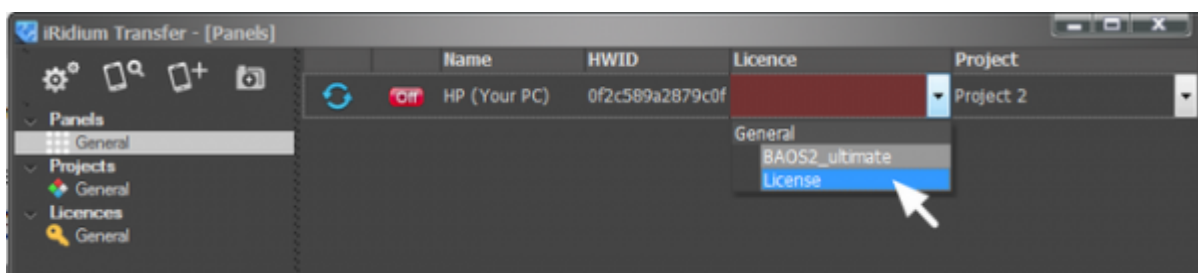 iRidium Transfer - [Panels]
Name HWID Licence Project
Off HP (Your PC) 0f2c589a2879c0f Project 2
Panels
General
Projects
General
Licences
General
General
BAOS2_ultimate
License